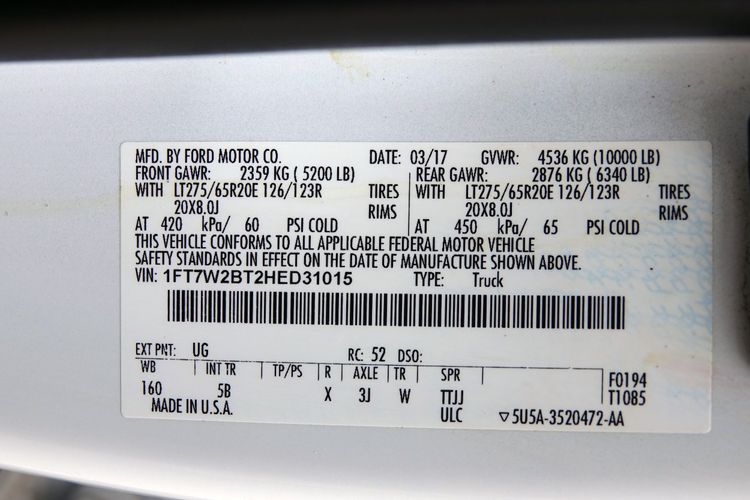 MFD. BY FORD MOTOR CO. DATE: 03/17 GVWR: 4536 KG (10000 LB)
FRONT GAWR: 2359 KG ( 5200 LB) REAR GAWR: 2876 KG ( 6340 LB)
WITH LT275/65R20E 126/123R TIRES WITH LT275/65R20E 126/123R TIRES
20X8.0J RIMS 20X8.0J RIMS
AT 420 kPa/ 60 PSI COLD AT 450 kPa/ 65 PSI COLD
THIS VEHICLE CONFORMS TO ALL APPLICABLE FEDERAL MOTOR VEHICLE
SAFETY STANDARDS IN EFFECT ON THE DATE OF MANUFACTURE SHOWN ABOVE.
VIN: 1FT7W2BT2HED31015 TYPE: Truck
EXT PNT: UG RC: 52 DSO:
WB INT TR TP/PS R AXLE TR SPR F0194
160 5B X 3J W TTJJ T1085
MADE IN U.S.A. ULC ▽5U5A-3520472-AA